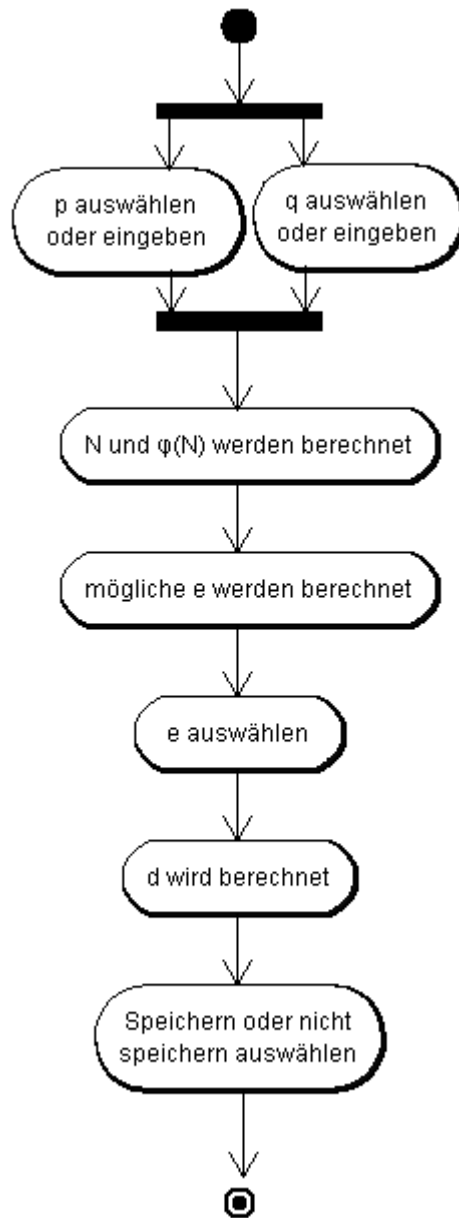 p auswählen
oder eingeben
q auswählen
oder eingeben
N und φ(N) werden berechnet
mögliche e werden berechnet
e auswählen
d wird berechnet
Speichern oder nicht
speichern auswählen